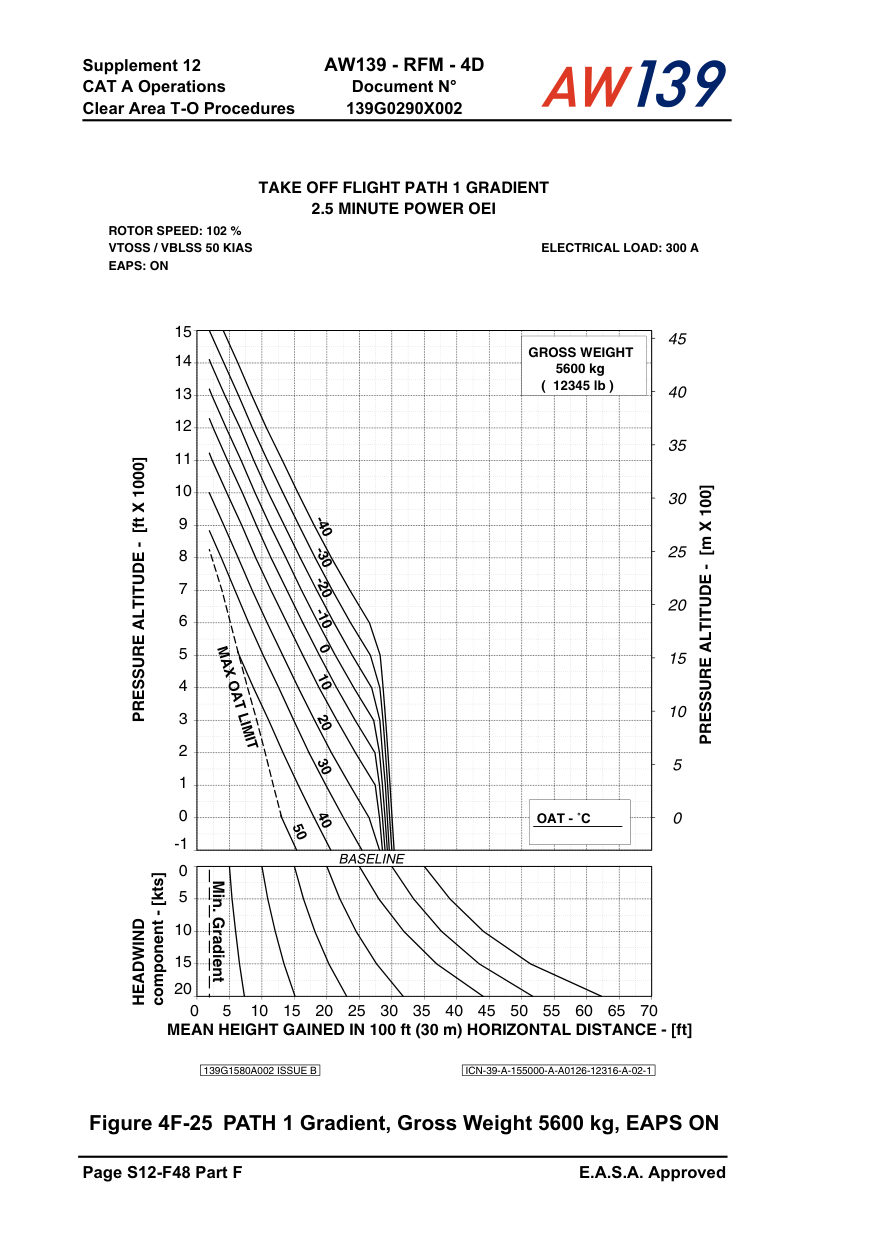 Supplement 12
CAT A Operations
Clear Area T-O Procedures
AW139 - RFM - 4D
Document N°
139G0290X002
AW139
TAKE OFF FLIGHT PATH 1 GRADIENT
2.5 MINUTE POWER OEI
ROTOR SPEED: 102 %
VTOSS / VBLSS 50 KIAS
EAPS: ON
ELECTRICAL LOAD: 300 A
GROSS WEIGHT
5600 kg
( 12345 lb )
PRESSURE ALTITUDE - [ft X 1000]
15
14
13
12
11
10
9
8
7
6
5
4
3
2
1
0
-1
45
40
35
30
25
20
15
10
5
0
PRESSURE ALTITUDE - [m X 100]
-40
-30
-20
-10
0
10
20
30
40
50
MAX OAT LIMIT
OAT - °C
BASELINE
HEADWIND
component - [kts]
0
5
10
15
20
Min. Gradient
0 5 10 15 20 25 30 35 40 45 50 55 60 65 70
MEAN HEIGHT GAINED IN 100 ft (30 m) HORIZONTAL DISTANCE - [ft]
139G1580A002 ISSUE B
ICN-39-A-155000-A-A0126-12316-A-02-1
Figure 4F-25 PATH 1 Gradient, Gross Weight 5600 kg, EAPS ON
Page S12-F48 Part F
E.A.S.A. Approved